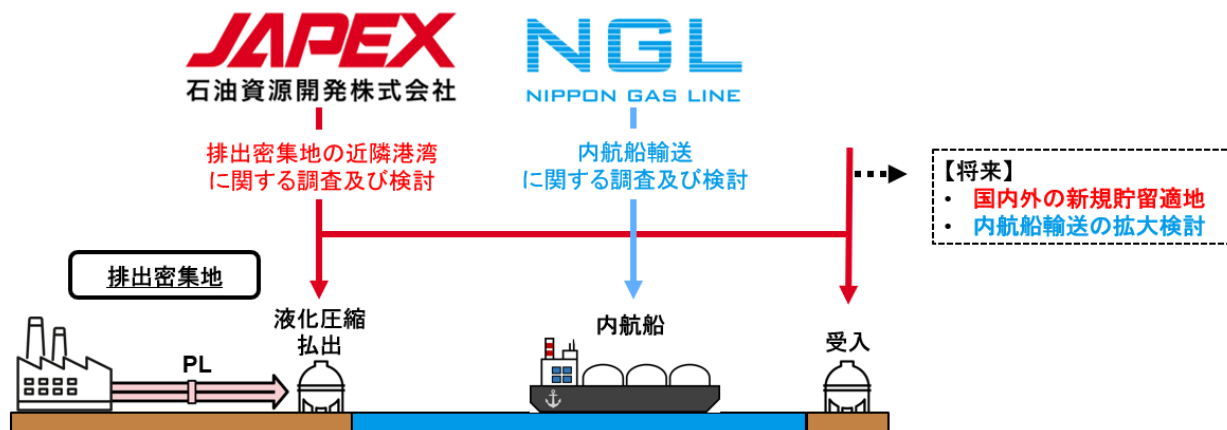 JAPEX
石油資源開発株式会社
NGL
NIPPON GAS LINE
排出密集地の近隣港湾
に関する調査及び検討
内航船輸送
に関する調査及び検討
【将来】
・ 国内外の新規貯留適地
・ 内航船輸送の拡大検討
排出密集地
液化圧縮
払出
内航船
受入
PL